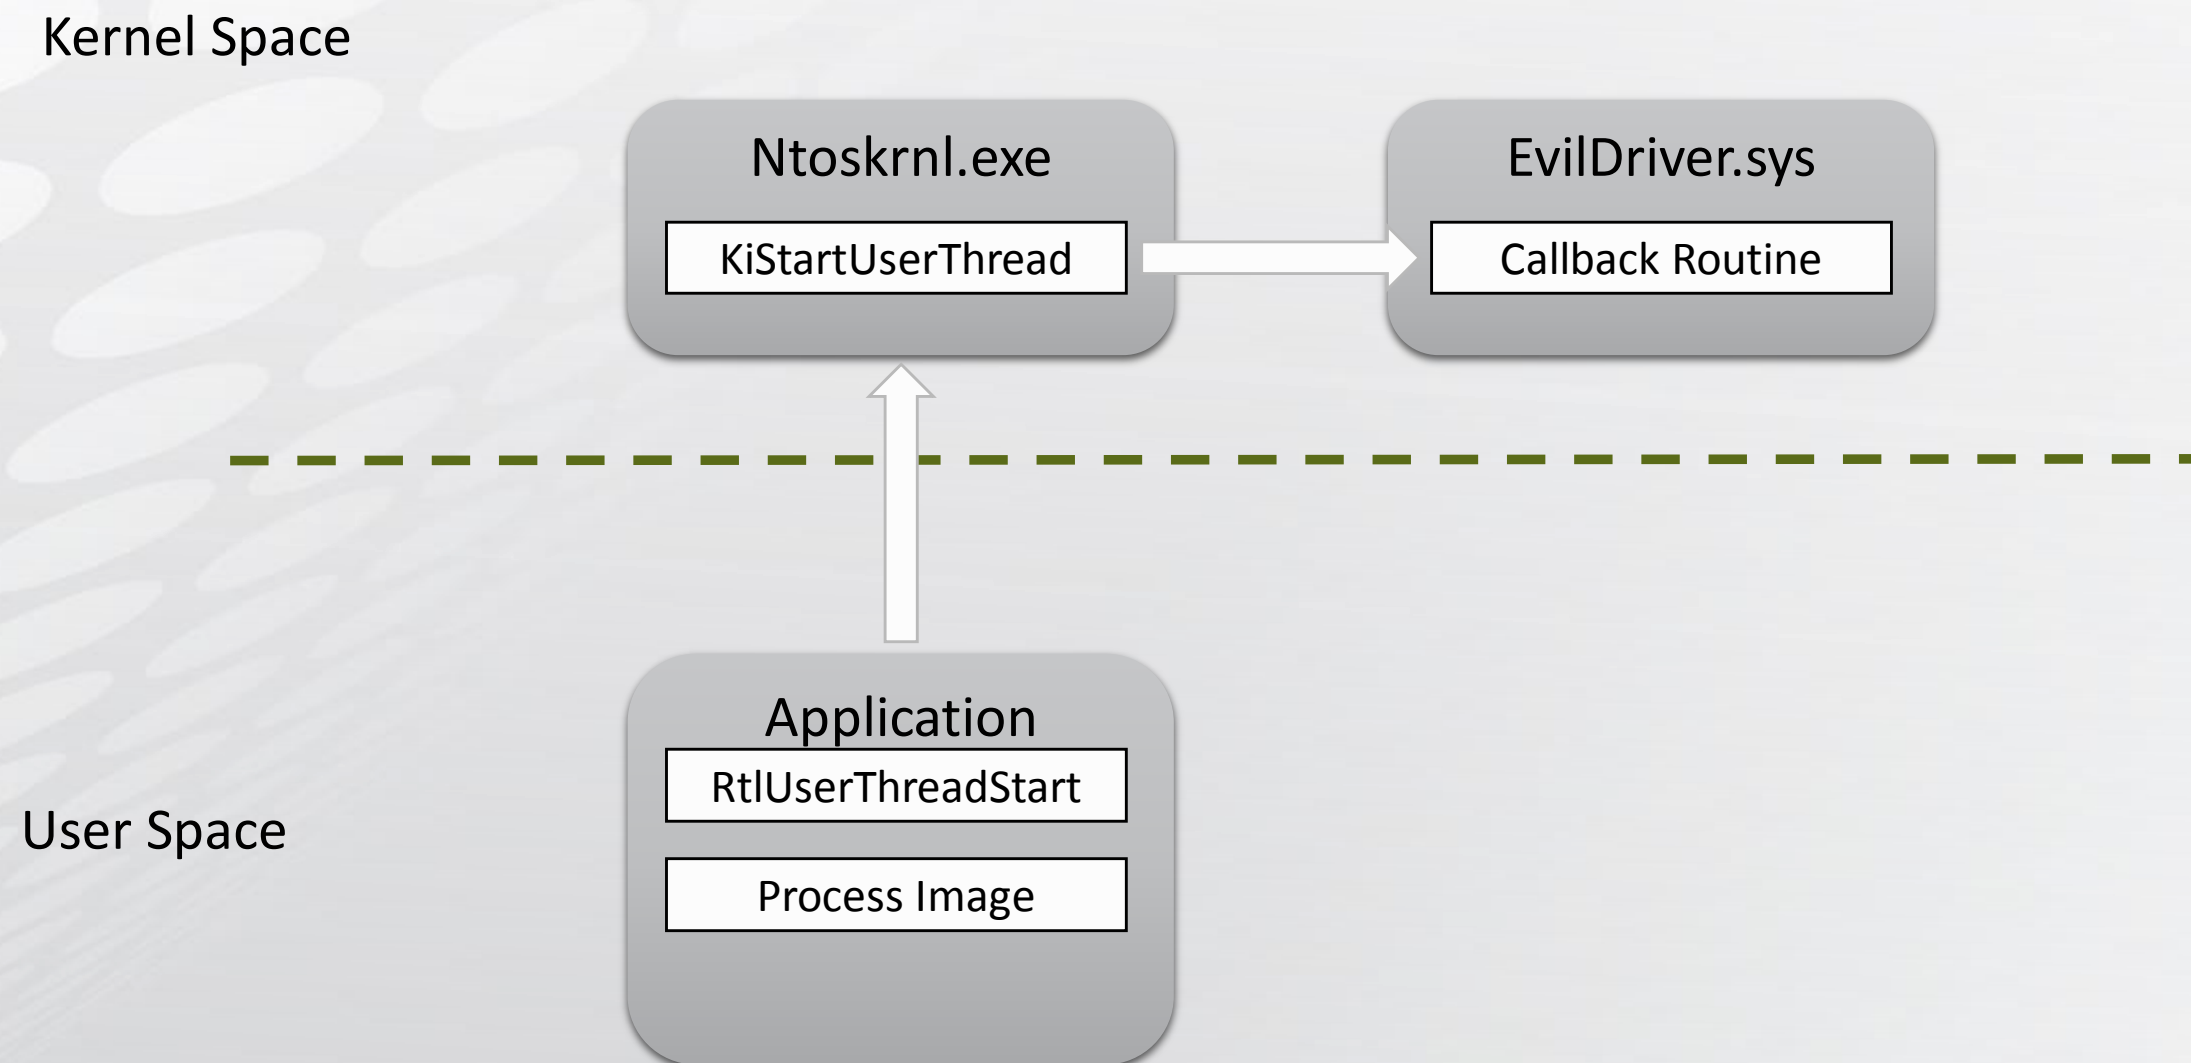 Kernel Space
Ntoskrnl.exe
EvilDriver.sys
KiStartUserThread
Callback Routine
Application
RtlUserThreadStart
User Space
Process Image